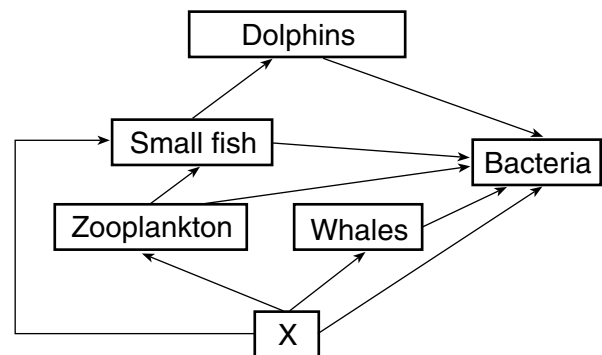 Dolphins
Small fish
Bacteria
Zooplankton
Whales
X